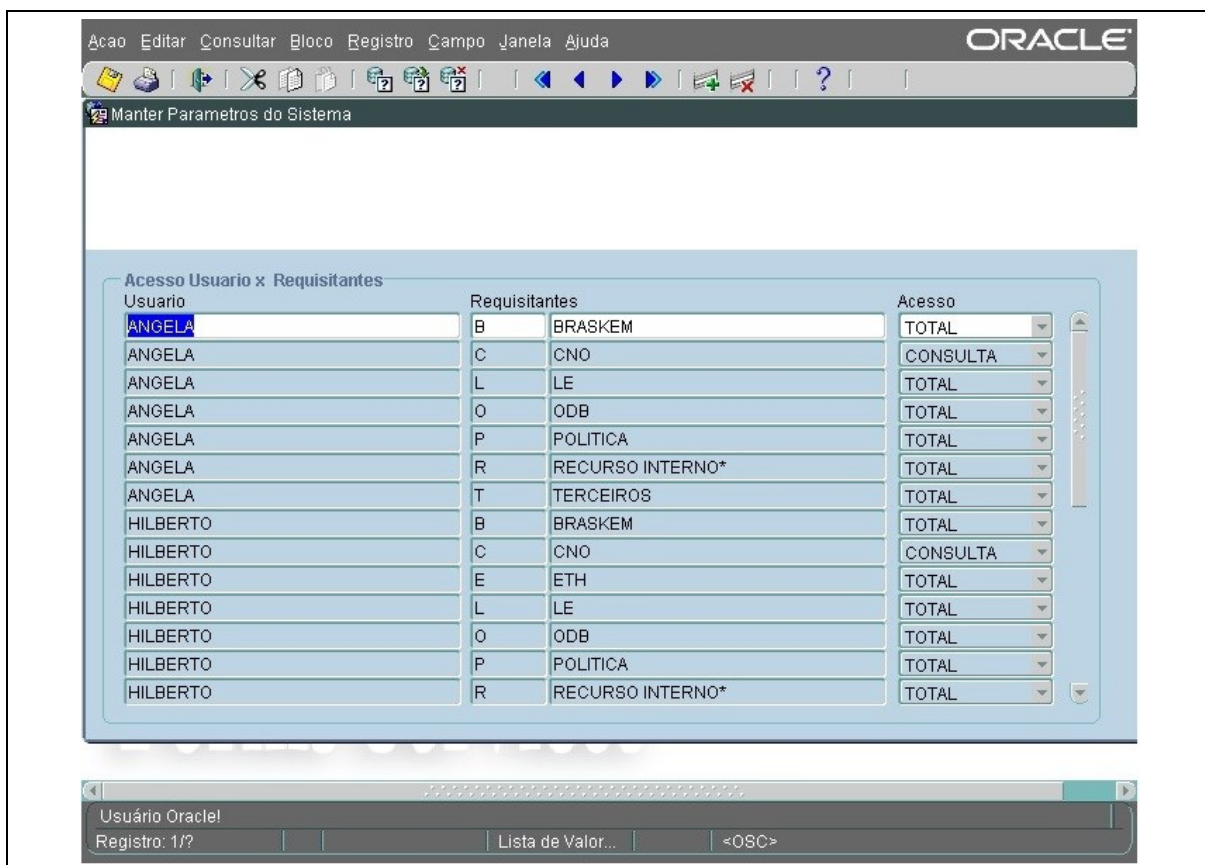 Acao Editar Consultar Bloco Registro Campo Janela Ajuda ORACLE
Manter Parametros do Sistema
Acesso Usuario x Requisitantes
Usuario Requisitantes Acesso
ANGELA B BRASKEM TOTAL
ANGELA C CNO CONSULTA
ANGELA L LE TOTAL
ANGELA O ODB TOTAL
ANGELA P POLITICA TOTAL
ANGELA R RECURSO INTERNO* TOTAL
ANGELA T TERCEIROS TOTAL
HILBERTO B BRASKEM TOTAL
HILBERTO C CNO CONSULTA
HILBERTO E ETH TOTAL
HILBERTO L LE TOTAL
HILBERTO O ODB TOTAL
HILBERTO P POLITICA TOTAL
HILBERTO R RECURSO INTERNO* TOTAL
Usuário Oracle!
Registro: 1/? Lista de Valor... <OSC>